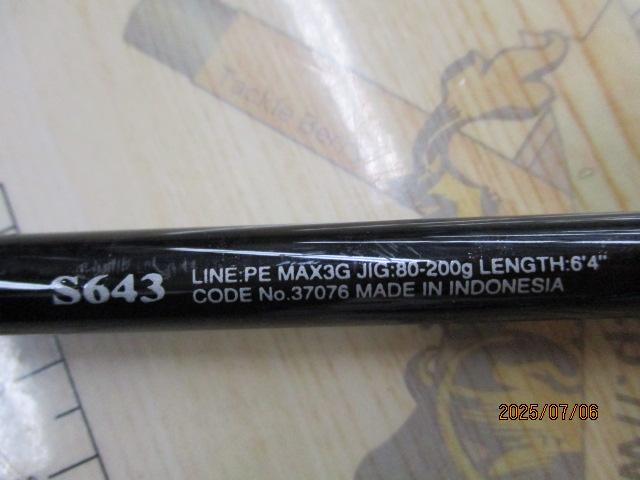 Tackle Ber
S643
LINE:PE MAX3G JIG:80-200g LENGTH:6'4"
CODE No.37076 MADE IN INDONESIA
2025/07/06